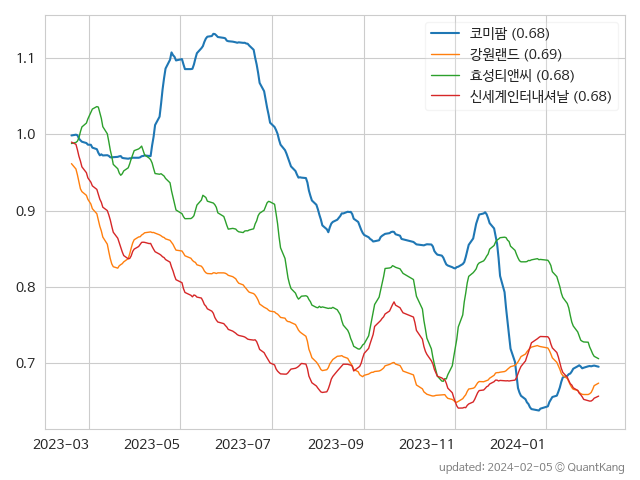 코미팜 (0.68)
강원랜드 (0.69)
효성티앤씨 (0.68)
신세계인터내셔날 (0.68)
1.1
1.0
0.9
0.8
0.7
2023-03 2023-05 2023-07 2023-09 2023-11 2024-01
updated: 2024-02-05 © QuantKang